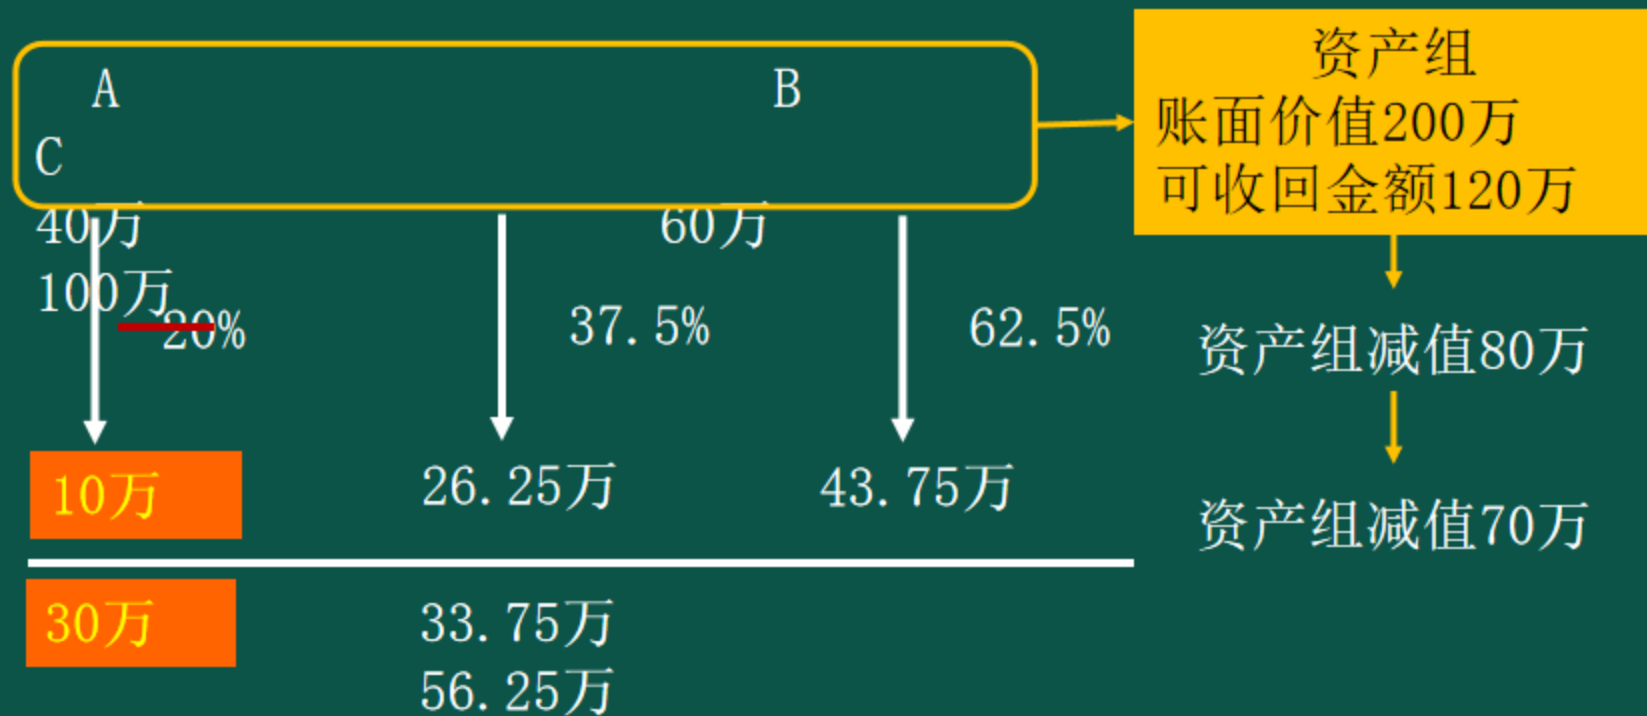 A B
C
40万 60万
100万
20% 37.5% 62.5%
10万 26.25万 43.75万
30万 33.75万
56.25万
资产组
账面价值200万
可收回金额120万
资产组减值80万
资产组减值70万